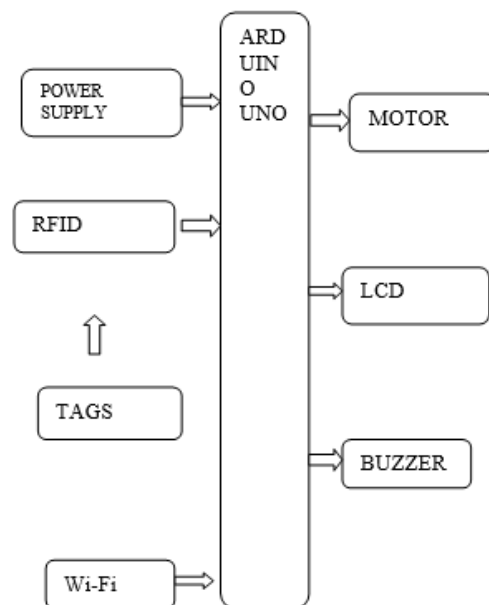 POWER
SUPPLY
RFID
TAGS
Wi-Fi
ARD
UIN
O
UNO
MOTOR
LCD
BUZZER